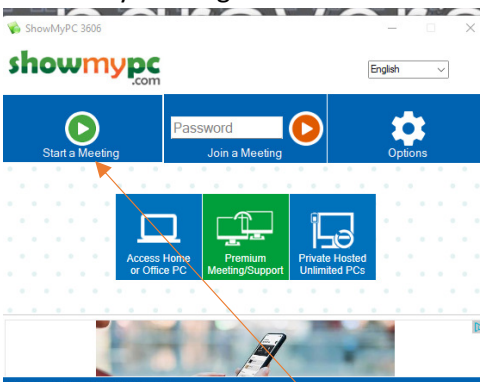 ShowMyPC 3606
showmypc
.com
English
Password
Start a Meeting
Join a Meeting
Options
Access Home
or Office PC
Premium
Meeting/Support
Private Hosted
Unlimited PCs